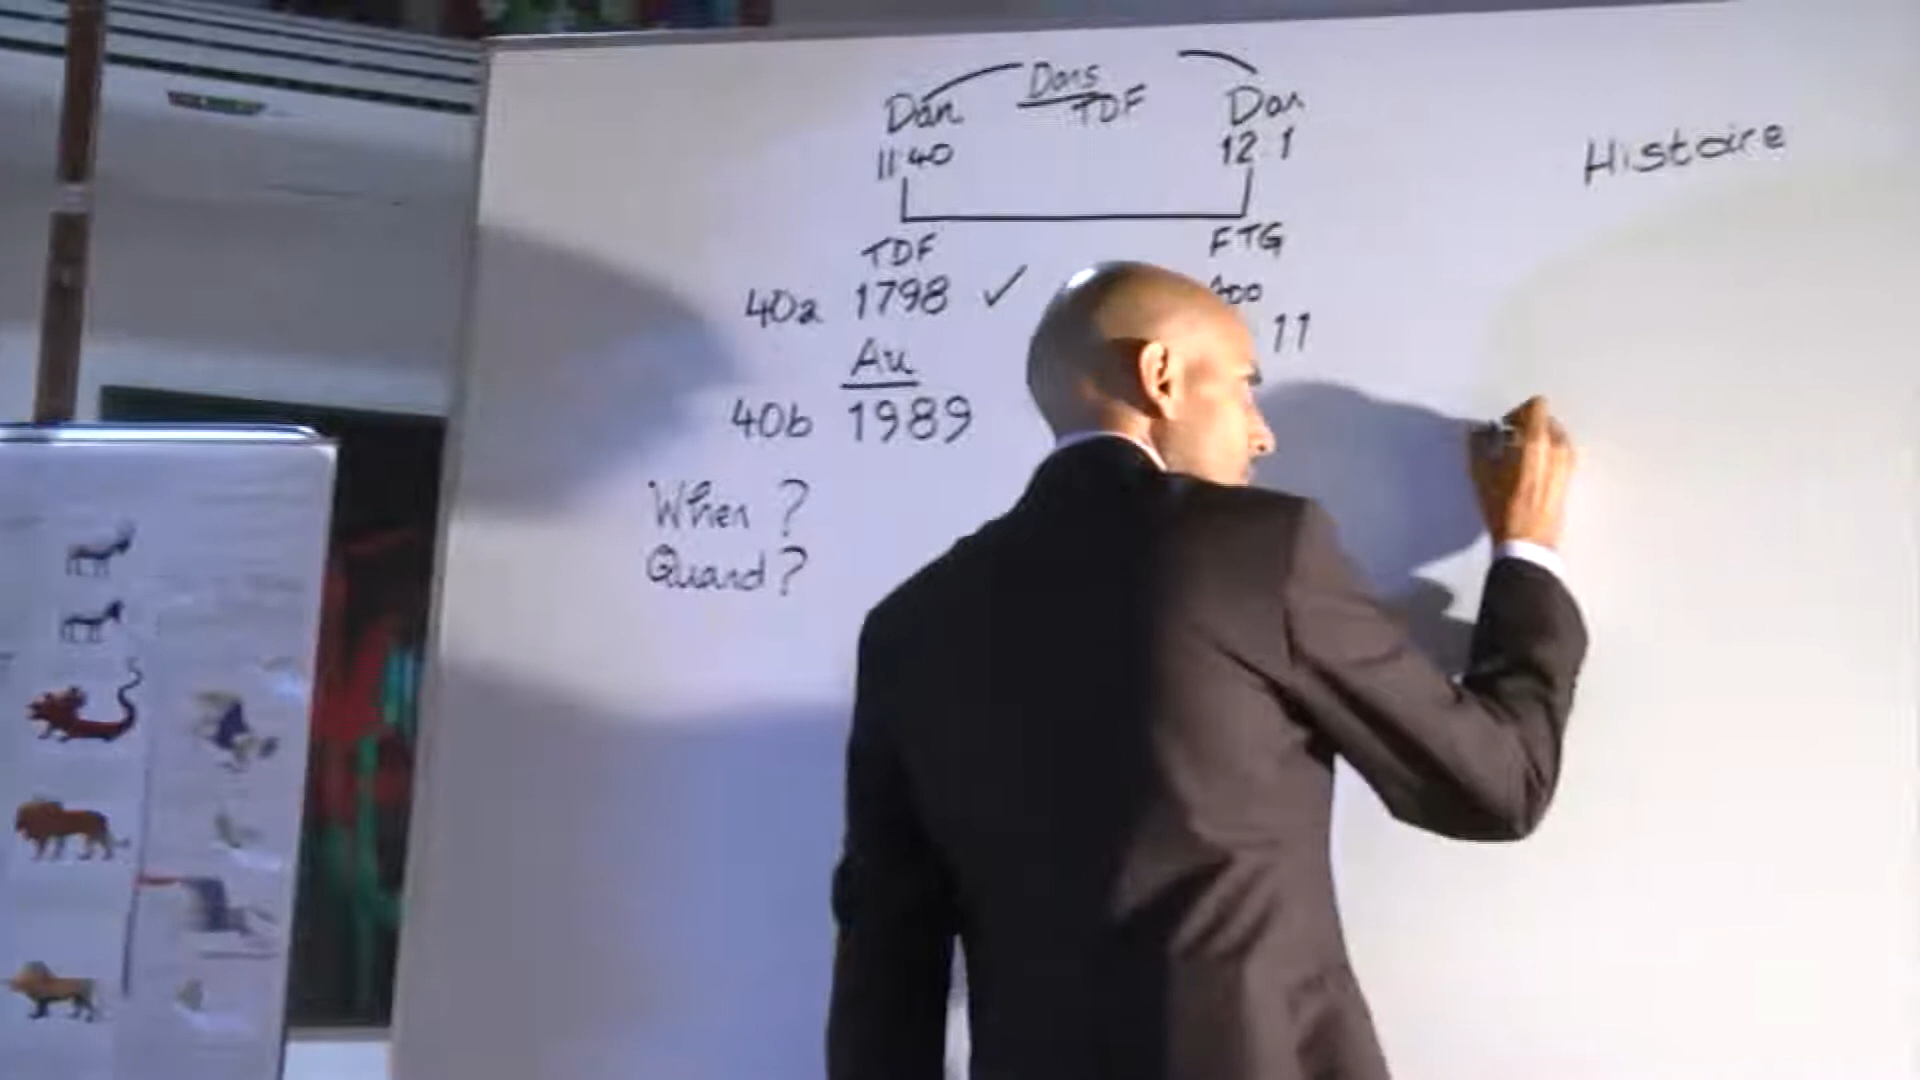 Dans
Dan TDF Dan
11:40 12 1
Histoire
TDF FTG
40a 1798 ✓
11
Au
40b 1989
When ?
Quand ?